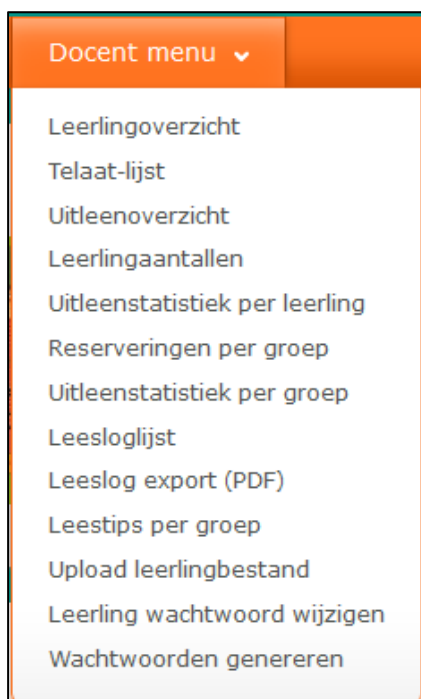 Docent menu
Leerlingoverzicht
Telaat-lijst
Uitleenoverzicht
Leerlingaantallen
Uitleenstatistiek per leerling
Reserveringen per groep
Uitleenstatistiek per groep
Leesloglijst
Leeslog export (PDF)
Leestips per groep
Upload leerlingbestand
Leerling wachtwoord wijzigen
Wachtwoorden genereren